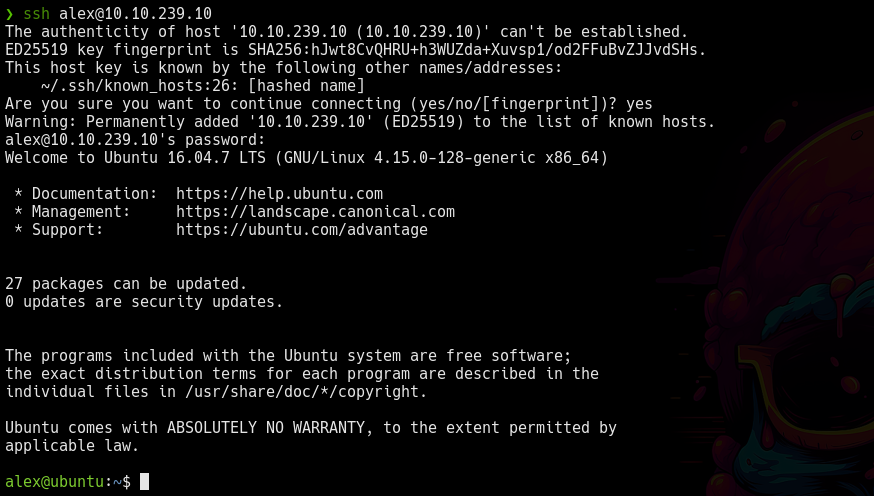 ❯ ssh alex@10.10.239.10
The authenticity of host '10.10.239.10 (10.10.239.10)' can't be established.
ED25519 key fingerprint is SHA256:hJwt8CvQHRU+h3WUZda+Xuvsp1/od2FFuBvZJJvdSHs.
This host key is known by the following other names/addresses:
    ~/.ssh/known_hosts:26: [hashed name]
Are you sure you want to continue connecting (yes/no/[fingerprint])? yes
Warning: Permanently added '10.10.239.10' (ED25519) to the list of known hosts.
alex@10.10.239.10's password:
Welcome to Ubuntu 16.04.7 LTS (GNU/Linux 4.15.0-128-generic x86_64)
 * Documentation:  https://help.ubuntu.com
 * Management:     https://landscape.canonical.com
 * Support:        https://ubuntu.com/advantage
27 packages can be updated.
0 updates are security updates.
The programs included with the Ubuntu system are free software;
the exact distribution terms for each program are described in the
individual files in /usr/share/doc/*/copyright.
Ubuntu comes with ABSOLUTELY NO WARRANTY, to the extent permitted by
applicable law.
alex@ubuntu:~$